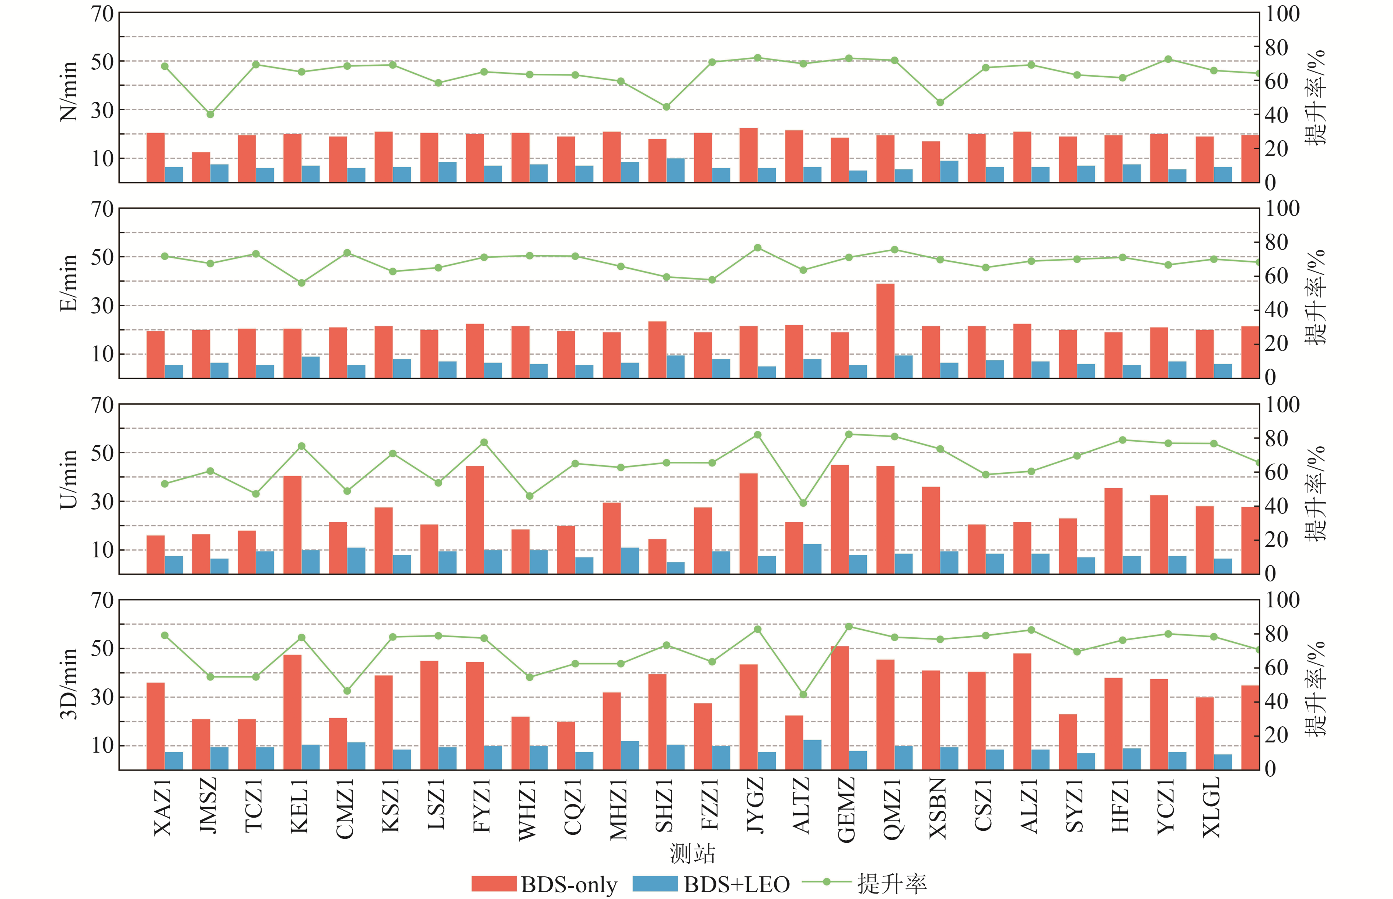 N/min
70
50
30
10
100
80
60
40
20
0
提升率/%
E/min
70
50
30
10
100
80
60
40
20
0
提升率/%
U/min
70
50
30
10
100
80
60
40
20
0
提升率/%
3D/min
70
50
30
10
100
80
60
40
20
0
提升率/%
XAZ1
JMSZ
TCZ1
KEL1
CMZ1
KSZ1
LSZ1
FYZ1
WHZ1
CQZ1
MHZ1
SHZ1
FZZ1
JYGZ
ALTZ
GEMZ
QMZ1
XSBN
CSZ1
ALZ1
SYZ1
HFZ1
YCZ1
XLGL
测站
BDS-only BDS+LEO 提升率